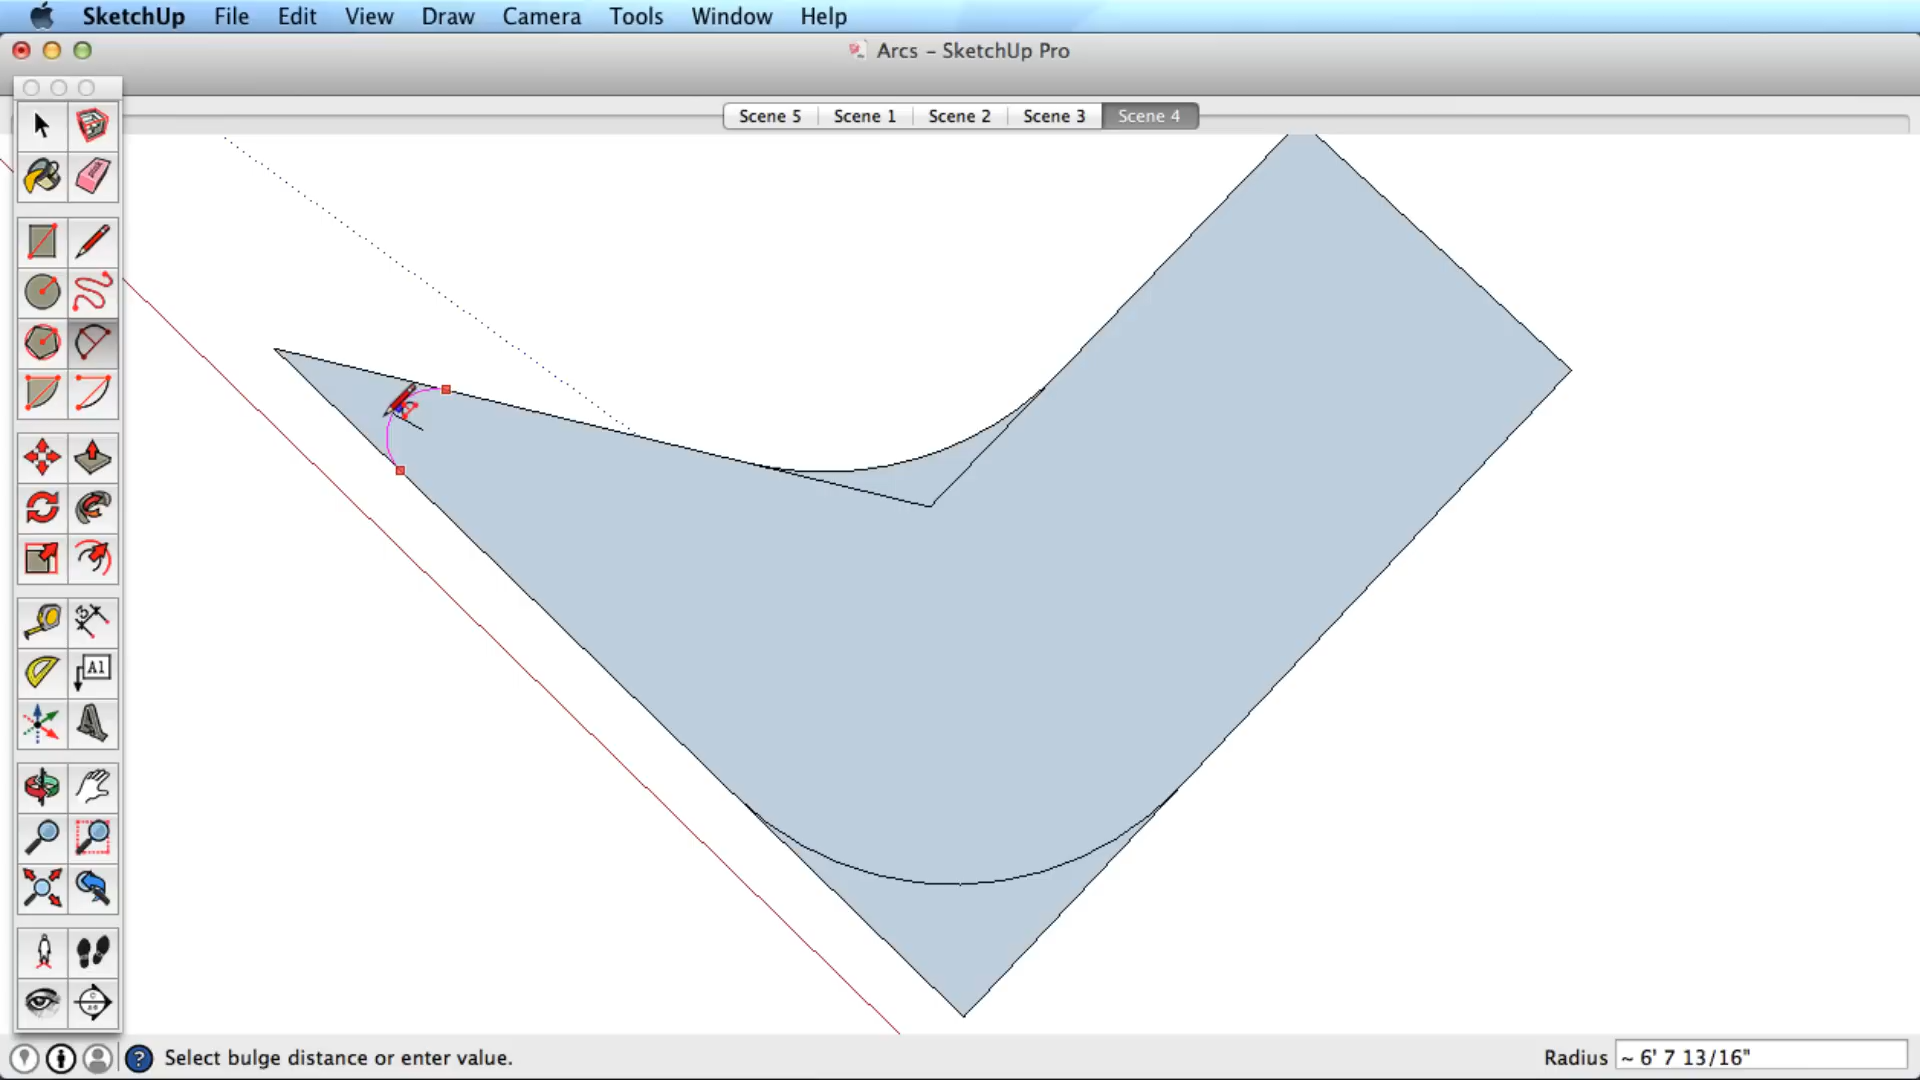 SketchUp File Edit View Draw Camera Tools Window Help
Arcs - SketchUp Pro
Scene 5 Scene 1 Scene 2 Scene 3 Scene 4
A1
Select bulge distance or enter value. Radius ~ 6' 7 13/16"